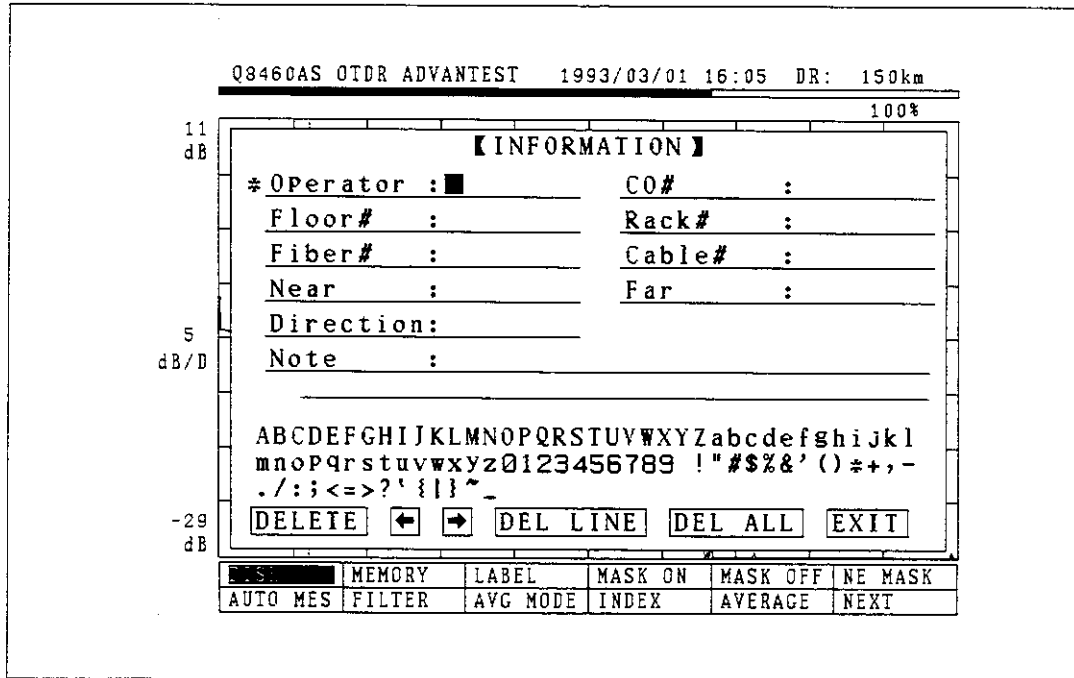 Q8460AS OTDR ADVANTEST 1993/03/01 16:05 DR: 150km
100%
11
dB
【INFORMATION】
*Operator :
CO# :
Floor# :
Rack# :
Fiber# :
Cable# :
Near :
Far :
Direction:
5
dB/D
Note :
ABCDEFGHIJKLMNOPQRSTUVWXYZabcdefghijkl
mnopqrstuvwxyz0123456789 !"#$%&'()*+,-
./:;<=>?`{|}~_
-29
dB
DELETE ← → DEL LINE DEL ALL EXIT
MEMORY LABEL MASK ON MASK OFF NE MASK
AUTO MES FILTER AVG MODE INDEX AVERAGE NEXT